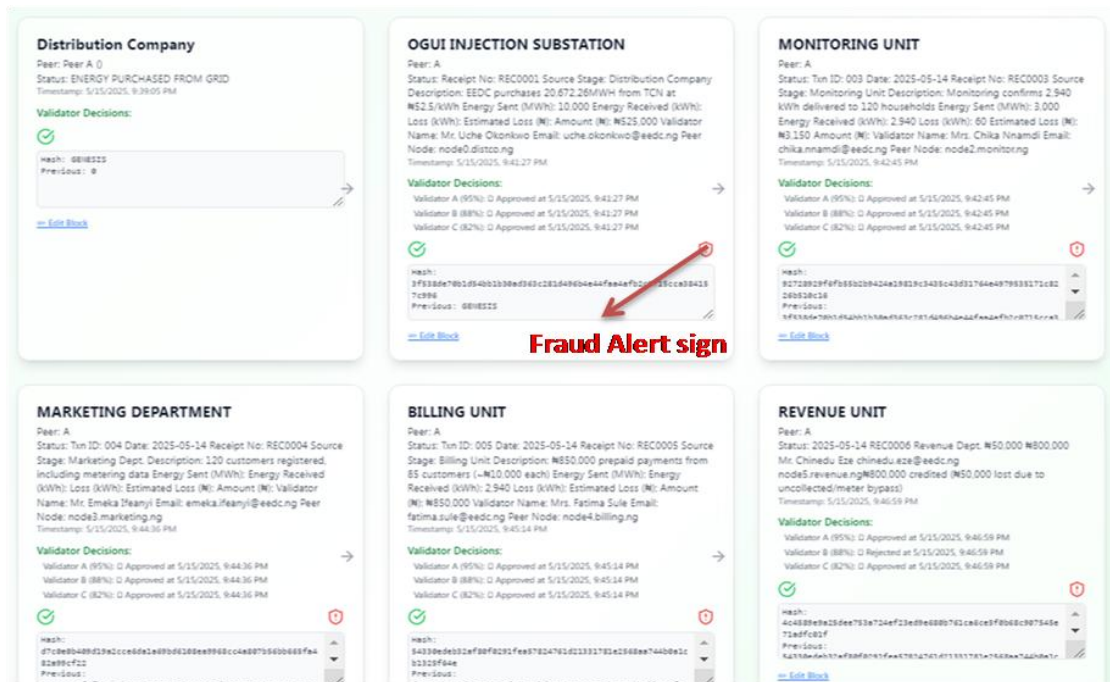 Distribution Company
Peer: Peer A ()
Status: ENERGY PURCHASED FROM GRID
Timestamp: 5/15/2025, 9:39:05 PM
Validator Decisions:
Hash: GENESIS
Previous: 0
Edit Block
OGUI INJECTION SUBSTATION
Peer: A
Status: Receipt No: REC0001 Source Stage: Distribution Company
Description: EEDC purchases 20,672.26MWH from TCN at
₦52.5/kWh Energy Sent (MWh): 10,000 Energy Received (kWh):
Loss (kWh): Estimated Loss (₦): Amount (₦): ₦525,000 Validator
Name: Mr. Uche Okonkwo Email: uche.okonkwo@eedc.ng Peer
Node: node0.distco.ng
Timestamp: 5/15/2025, 9:41:27 PM
Validator Decisions:
Validator A (95%): Approved at 5/15/2025, 9:41:27 PM
Validator B (88%): Approved at 5/15/2025, 9:41:27 PM
Validator C (82%): Approved at 5/15/2025, 9:41:27 PM
Hash:
Previous: GENESIS
Edit Block
Fraud Alert sign
MONITORING UNIT
Peer: A
Status: Txn ID: 003 Date: 2025-05-14 Receipt No: REC0003 Source
Stage: Monitoring Unit Description: Monitoring confirms 2,940
kWh delivered to 120 households Energy Sent (MWh): 3,000
Energy Received (kWh): 2,940 Loss (kWh): 60 Estimated Loss (₦):
₦3,150 Amount (₦): Validator Name: Mrs. Chika Nnamdi Email:
chika.nnamdi@eedc.ng Peer Node: node2.monitor.ng
Timestamp: 5/15/2025, 9:42:45 PM
Validator Decisions:
Validator A (95%): Approved at 5/15/2025, 9:42:45 PM
Validator B (88%): Approved at 5/15/2025, 9:42:45 PM
Validator C (82%): Approved at 5/15/2025, 9:42:45 PM
Hash:
Previous:
Edit Block
MARKETING DEPARTMENT
Peer: A
Status: Txn ID: 004 Date: 2025-05-14 Receipt No: REC0004 Source
Stage: Marketing Dept. Description: 120 customers registered,
including metering data Energy Sent (MWh): Energy Received
(kWh): Loss (kWh): Estimated Loss (₦): Amount (₦): Validator
Name: Mr. Emeka Ifeanyi Email: emeka.ifeanyi@eedc.ng Peer
Node: node3.marketing.ng
Timestamp: 5/15/2025, 9:44:36 PM
Validator Decisions:
Validator A (95%): Approved at 5/15/2025, 9:44:36 PM
Validator B (88%): Approved at 5/15/2025, 9:44:36 PM
Validator C (82%): Approved at 5/15/2025, 9:44:36 PM
Hash:
Previous:
BILLING UNIT
Peer: A
Status: Txn ID: 005 Date: 2025-05-14 Receipt No: REC0005 Source
Stage: Billing Unit Description: ₦850,000 prepaid payments from
85 customers (~₦10,000 each) Energy Sent (MWh): Energy
Received (kWh): 2,940 Loss (kWh): Estimated Loss (₦): Amount
(₦): ₦850,000 Validator Name: Mrs. Fatima Sule Email:
fatima.sule@eedc.ng Peer Node: node4.billing.ng
Timestamp: 5/15/2025, 9:45:14 PM
Validator Decisions:
Validator A (95%): Approved at 5/15/2025, 9:45:14 PM
Validator B (88%): Approved at 5/15/2025, 9:45:14 PM
Validator C (82%): Approved at 5/15/2025, 9:45:14 PM
Hash:
Previous:
REVENUE UNIT
Peer: A
Status: 2025-05-14 REC0006 Revenue Dept. ₦50,000 ₦800,000
Mr. Chinedu Eze chinedu.eze@eedc.ng
node5.revenue.ng₦800,000 credited (₦50,000 lost due to
uncollected/meter bypass)
Timestamp: 5/15/2025, 9:46:59 PM
Validator Decisions:
Validator A (95%): Approved at 5/15/2025, 9:46:59 PM
Validator B (88%): Rejected at 5/15/2025, 9:46:59 PM
Validator C (82%): Approved at 5/15/2025, 9:46:59 PM
Hash:
Previous:
Edit Block